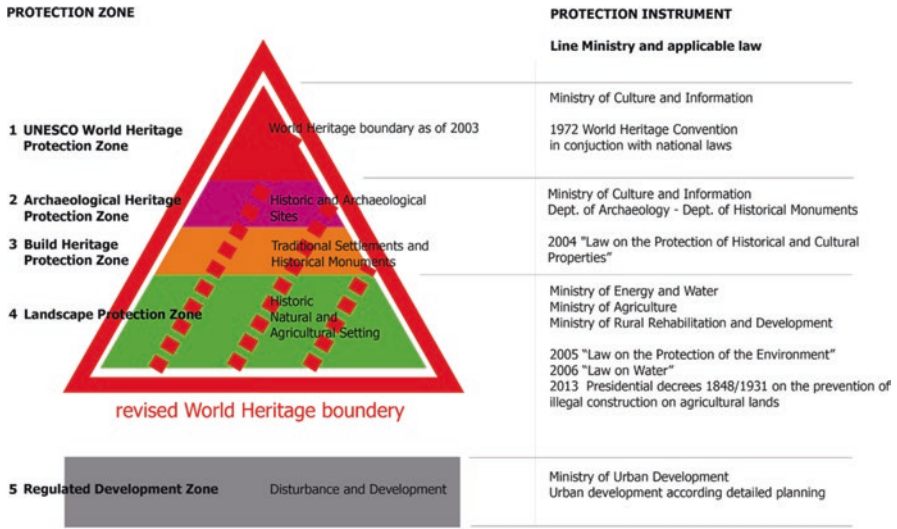 PROTECTION ZONE
PROTECTION INSTRUMENT
Line Ministry and applicable law
1 UNESCO World Heritage
Protection Zone
World Heritage boundary as of 2003
Ministry of Culture and Information
1972 World Heritage Convention
in conjuction with national laws
2 Archaeological Heritage
Protection Zone
Historic and Archaeological
Sites
Ministry of Culture and Information
Dept. of Archaeology - Dept. of Historical Monuments
3 Build Heritage
Protection Zone
Traditional Settlements and
Historical Monuments
2004 "Law on the Protection of Historical and Cultural
Properties"
4 Landscape Protection Zone
Historic
Natural and
Agricultural Setting
Ministry of Energy and Water
Ministry of Agriculture
Ministry of Rural Rehabilitation and Development
2005 "Law on the Protection of the Environment"
2006 "Law on Water"
2013 Presidential decrees 1848/1931 on the prevention of
illegal construction on agricultural lands
revised World Heritage boundery
5 Regulated Development Zone
Disturbance and Development
Ministry of Urban Development
Urban development according detailed planning